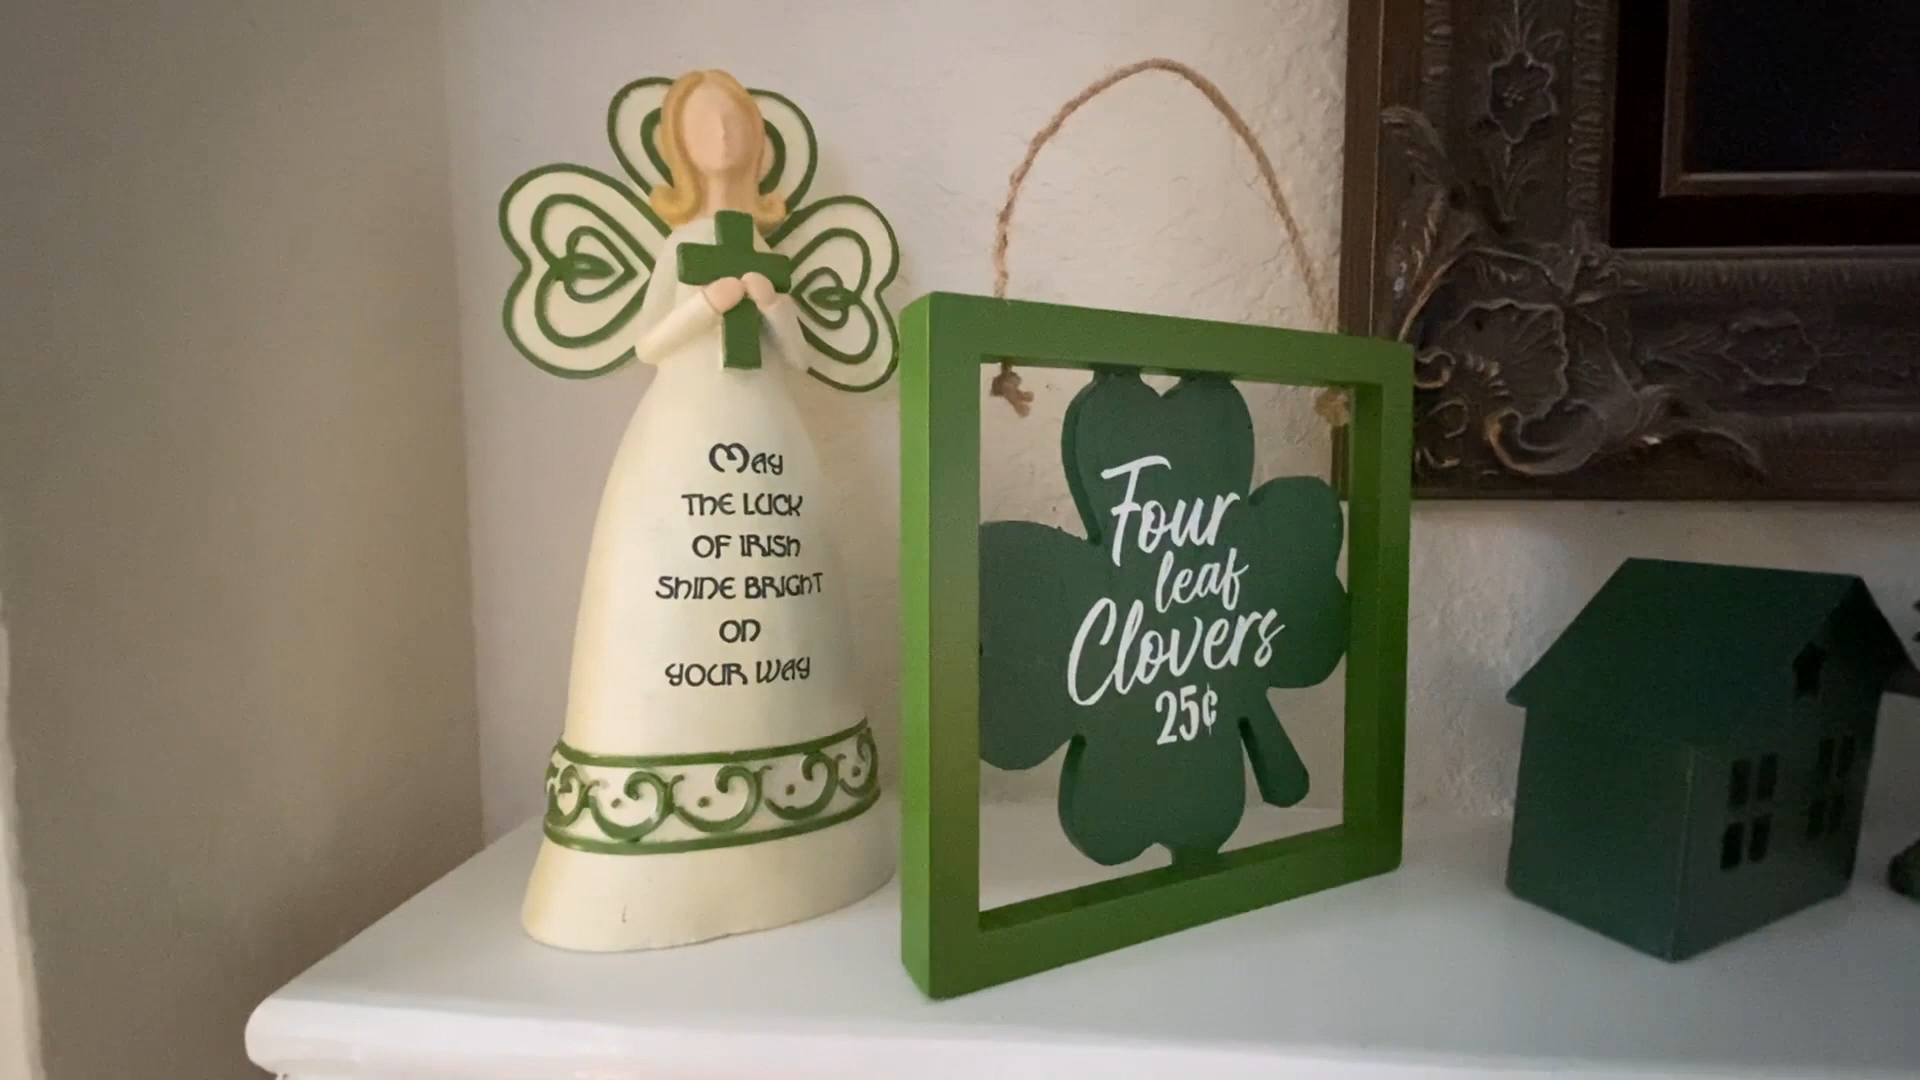 May
the luck
of Irish
shine bright
on
your way
Four
leaf
Clovers
25¢